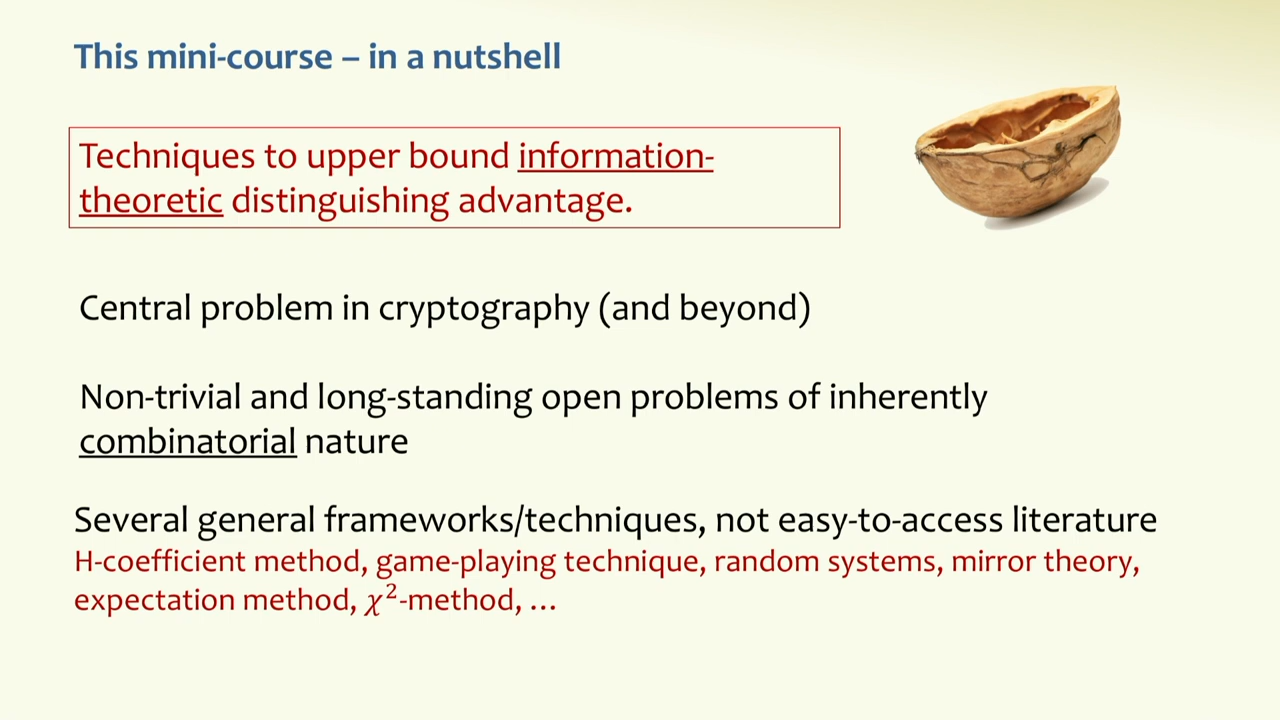 This mini-course – in a nutshell
Techniques to upper bound information-
theoretic distinguishing advantage.
Central problem in cryptography (and beyond)
Non-trivial and long-standing open problems of inherently
combinatorial nature
Several general frameworks/techniques, not easy-to-access literature
H-coefficient method, game-playing technique, random systems, mirror theory,
expectation method, χ²-method, …